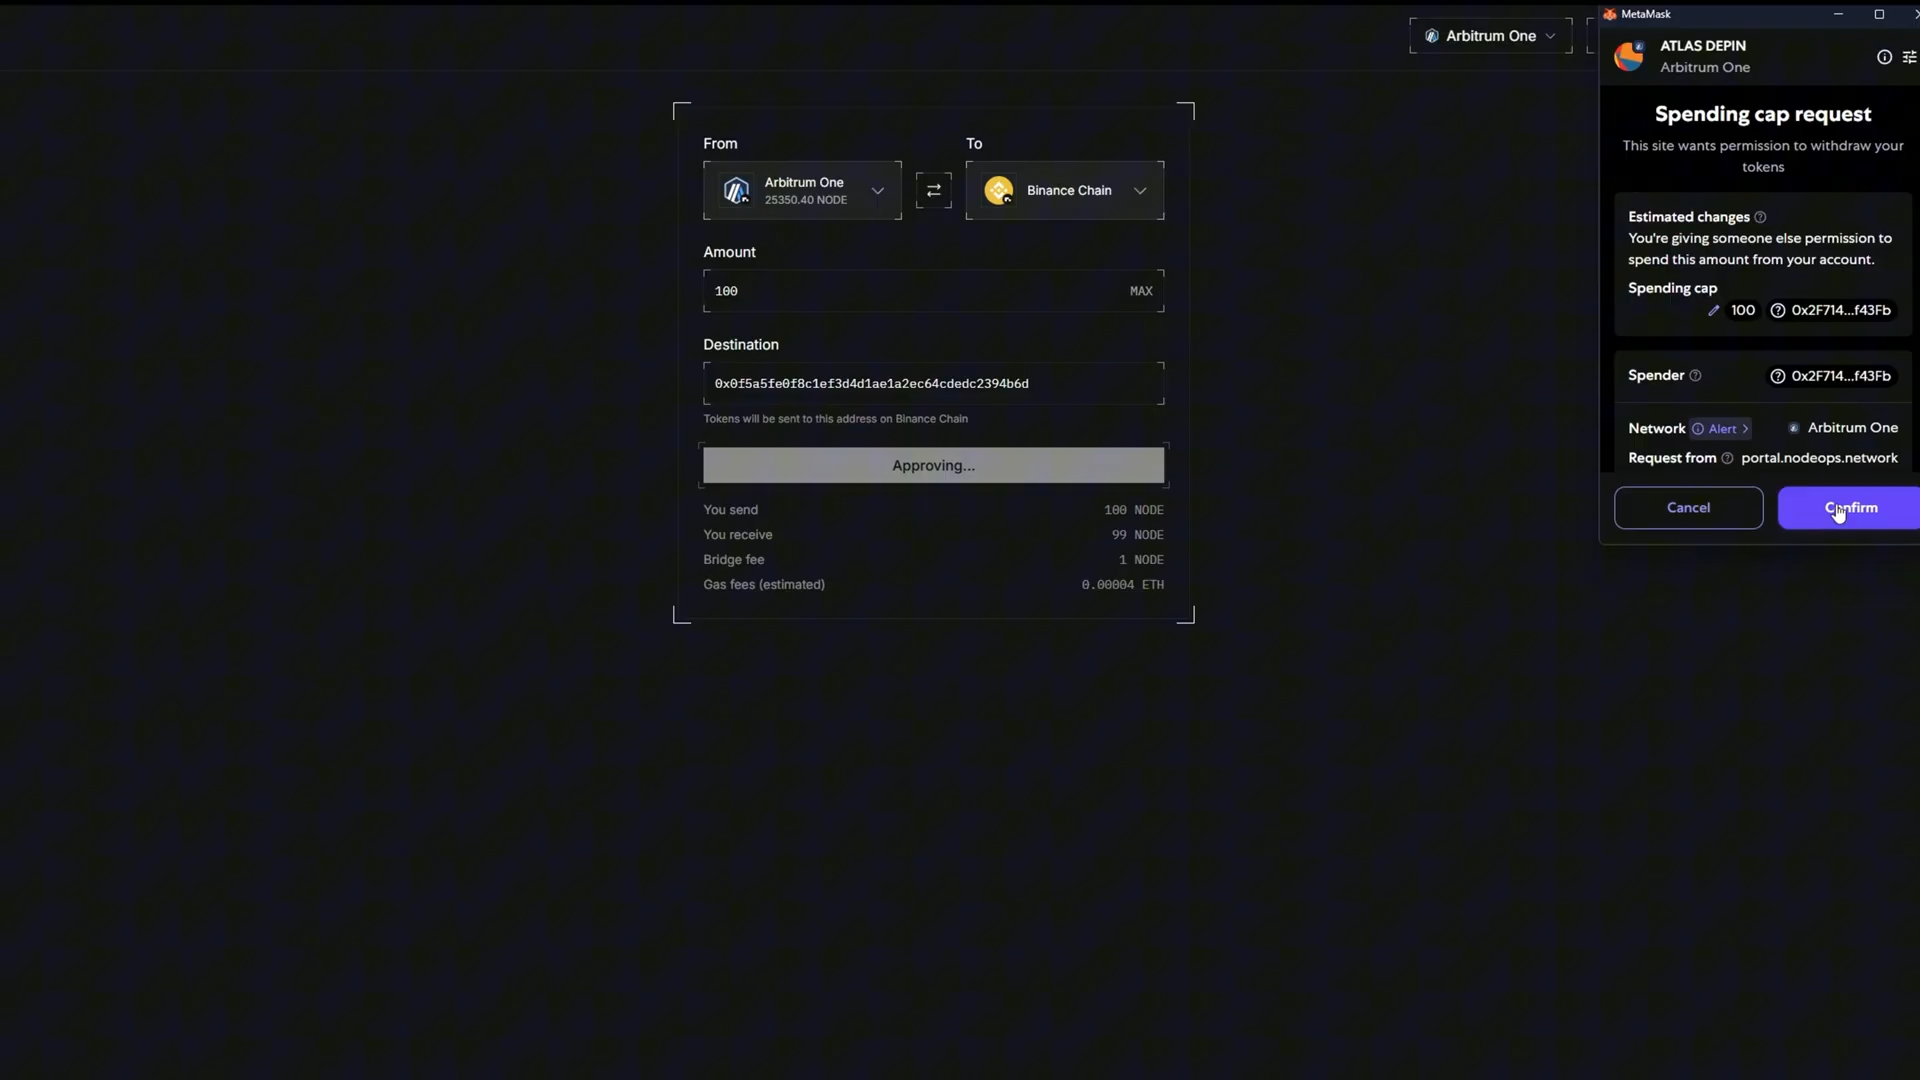 Arbitrum One
From
To
Arbitrum One
25350.40 NODE
Binance Chain
Amount
100
MAX
Destination
0x0f5a5fe0f8c1ef3d4d1ae1a2ec64cdedc2394b6d
Tokens will be sent to this address on Binance Chain
Approving...
You send 100 NODE
You receive 99 NODE
Bridge fee 1 NODE
Gas fees (estimated) 0.00004 ETH
MetaMask
ATLAS DEPIN
Arbitrum One
Spending cap request
This site wants permission to withdraw your
tokens
Estimated changes
You're giving someone else permission to
spend this amount from your account.
Spending cap
100 0x2F714...f43Fb
Spender 0x2F714...f43Fb
Network Alert Arbitrum One
Request from portal.nodeops.network
Cancel
Confirm